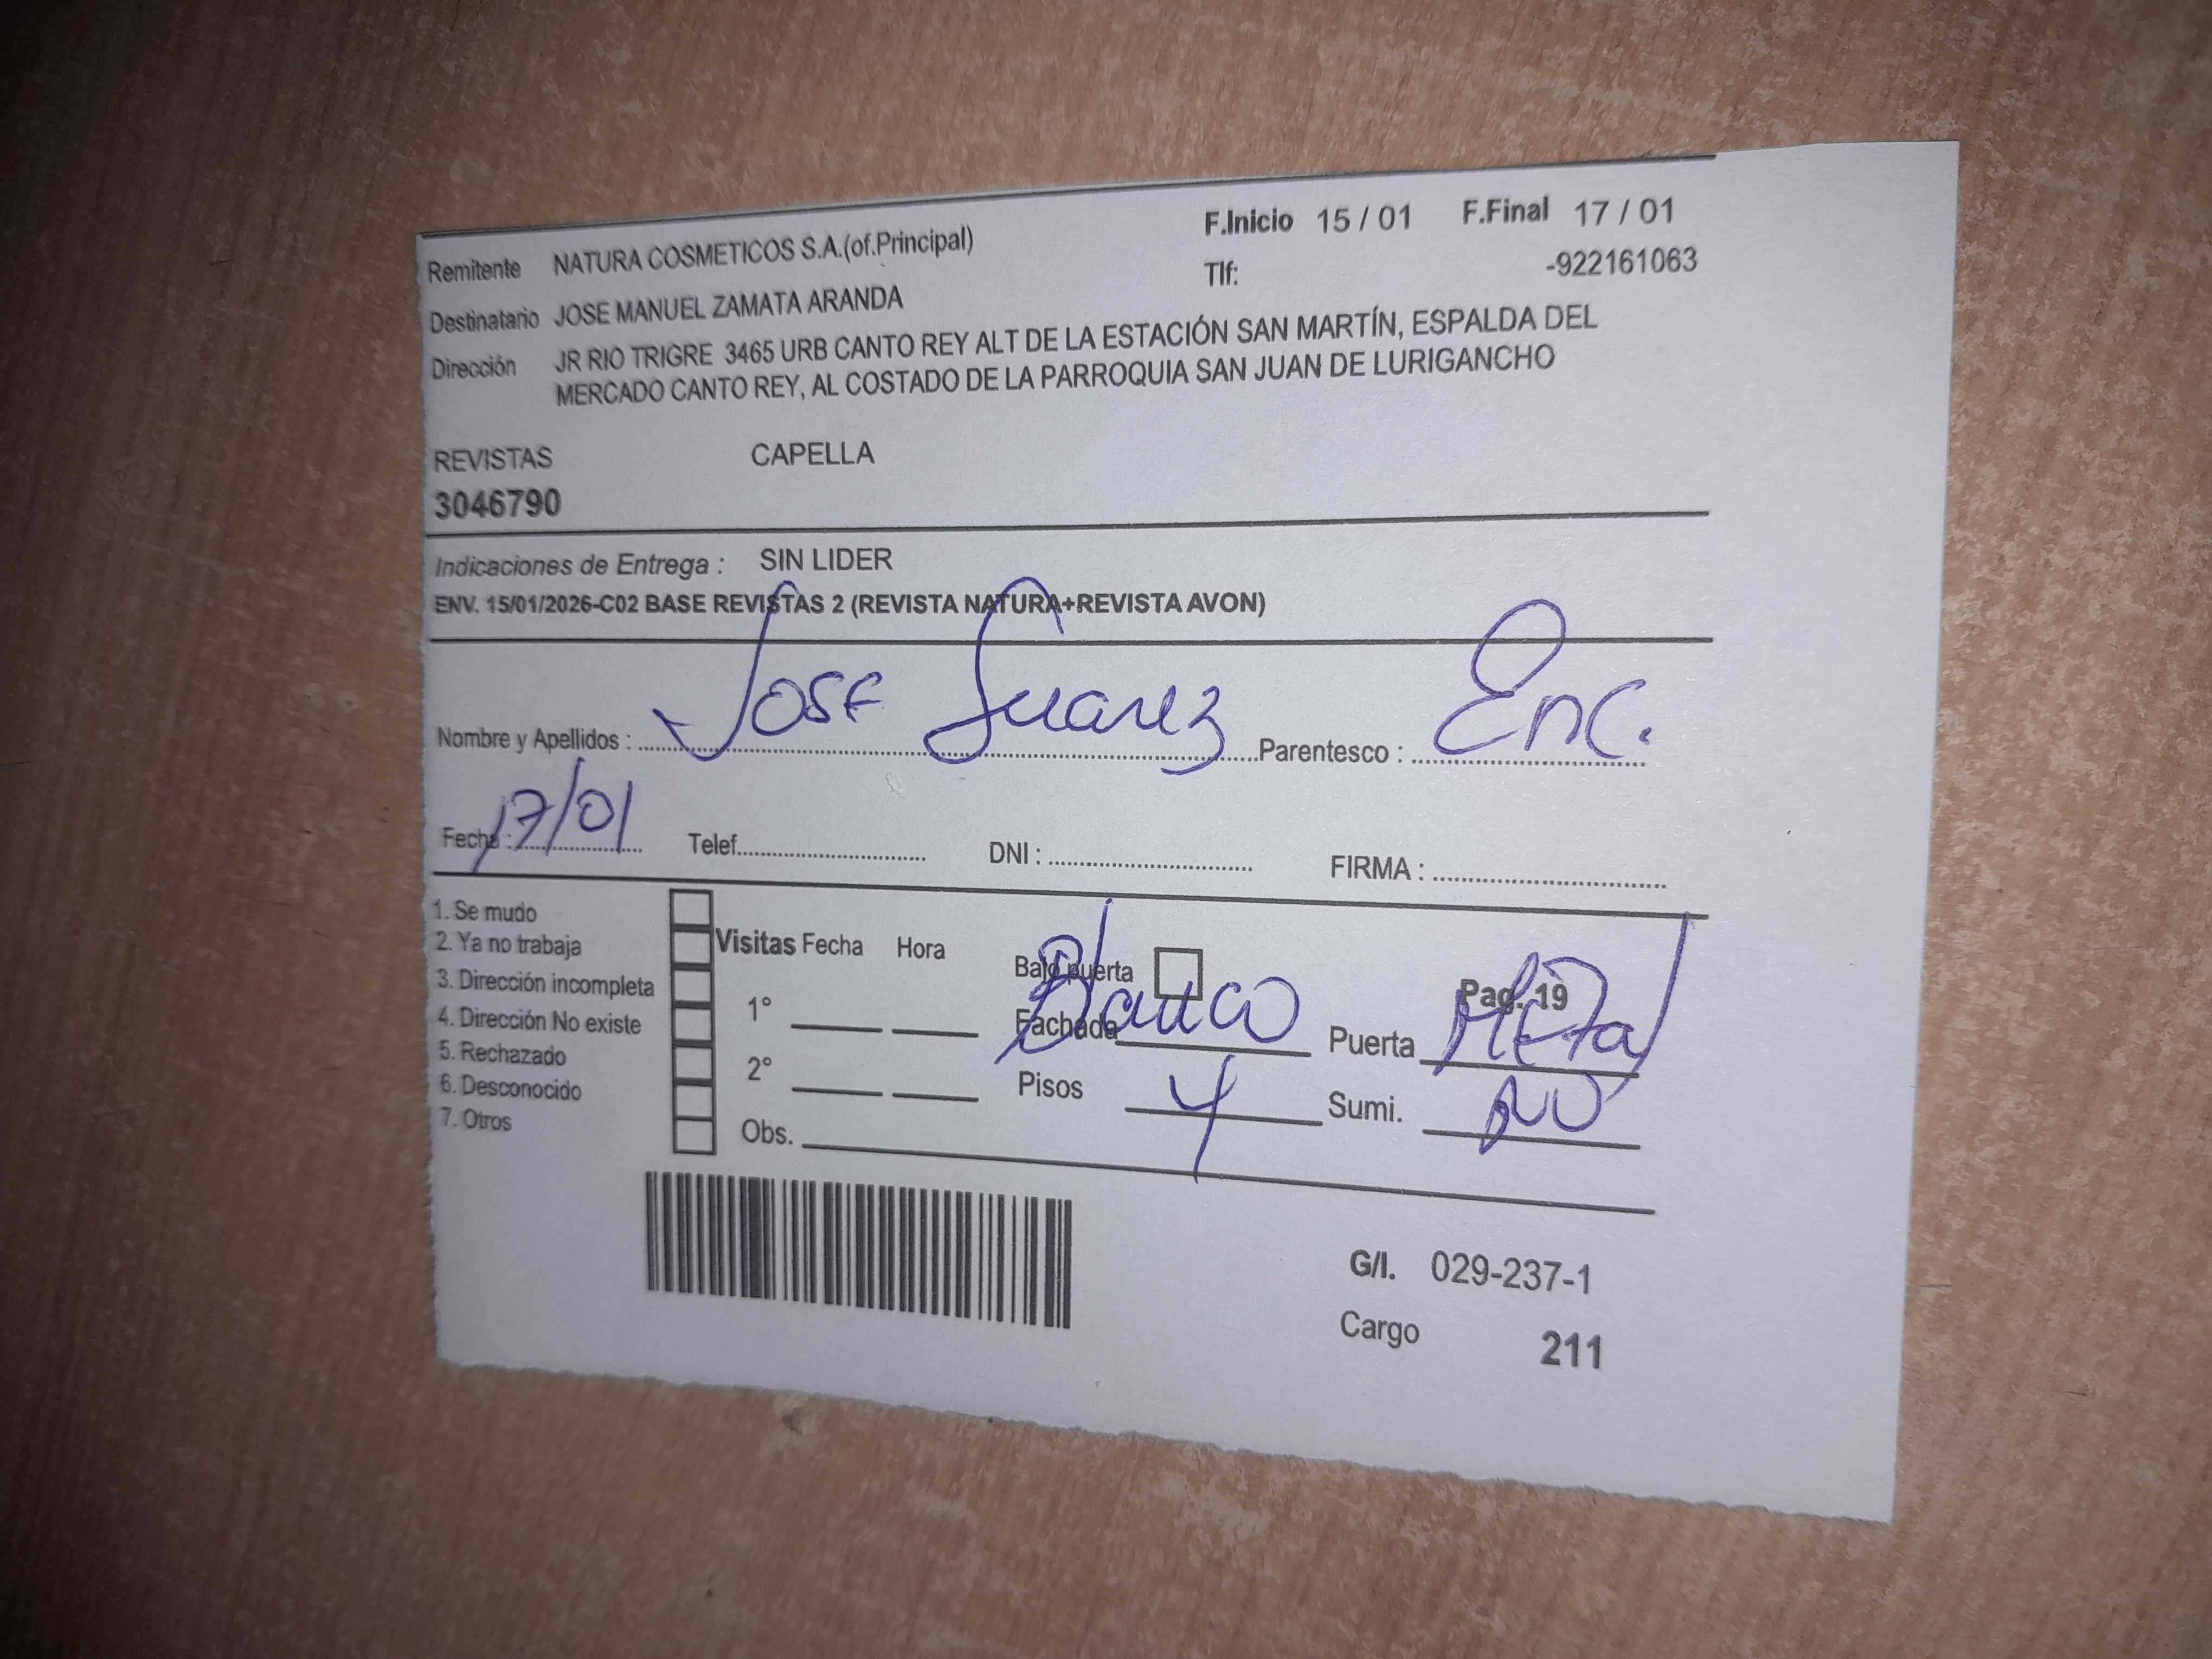 F.Inicio 15 / 01 F.Final 17 / 01
Remitente NATURA COSMETICOS S.A.(of.Principal)
Tlf: -922161063
Destinatario JOSE MANUEL ZAMATA ARANDA
Dirección JR RIO TRIGRE 3465 URB CANTO REY ALT DE LA ESTACIÓN SAN MARTÍN, ESPALDA DEL
MERCADO CANTO REY, AL COSTADO DE LA PARROQUIA SAN JUAN DE LURIGANCHO
REVISTAS CAPELLA
3046790
Indicaciones de Entrega : SIN LIDER
ENV. 15/01/2026-C02 BASE REVISTAS 2 (REVISTA NATURA+REVISTA AVON)
Nombre y Apellidos : Jose Suarez Parentesco : Enc.
Fecha : 17/01 Telef. DNI : FIRMA :
1. Se mudo
2. Ya no trabaja
3. Dirección incompleta
4. Dirección No existe
5. Rechazado
6. Desconocido
7. Otros
Visitas Fecha Hora
1°
2°
Obs.
Bajo puerta Pag. 19
Fachada Blanco Puerta Metal
Pisos 4 Sumi. NO
G/I. 029-237-1
Cargo 211